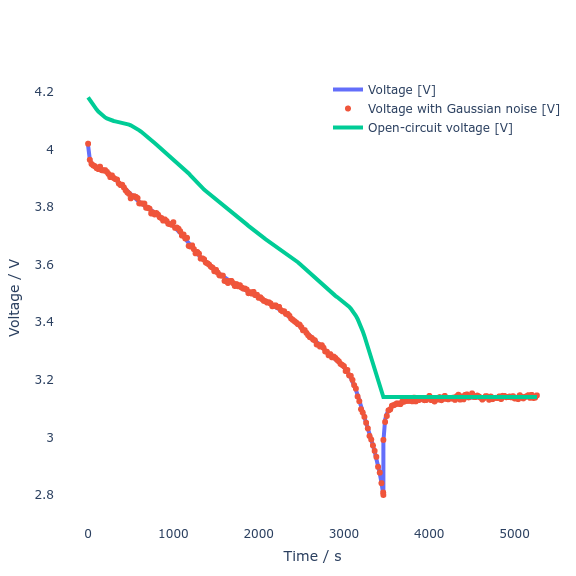 Voltage [V]
Voltage with Gaussian noise [V]
Open-circuit voltage [V]
4.2
4
3.8
3.6
3.4
3.2
3
2.8
Voltage / V
0 1000 2000 3000 4000 5000
Time / s